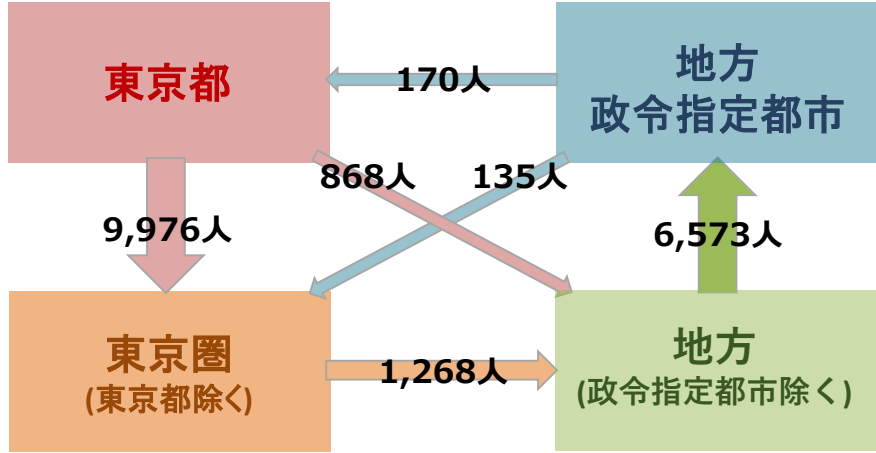 東京都
170人
地方
政令指定都市
868人
135人
9,976人
6,573人
東京圏
(東京都除く)
1,268人
地方
(政令指定都市除く)